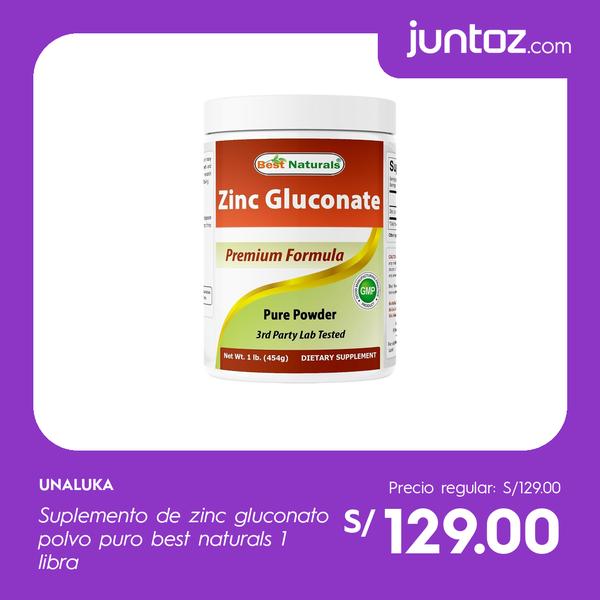 juntoz.com
Best Naturals®
Zinc Gluconate
Premium Formula
GMP
Pure Powder
3rd Party Lab Tested
Net Wt. 1 lb. (454g) DIETARY SUPPLEMENT
UNALUKA
Precio regular: S/129.00
Suplemento de zinc gluconato
polvo puro best naturals 1
libra
S/129.00